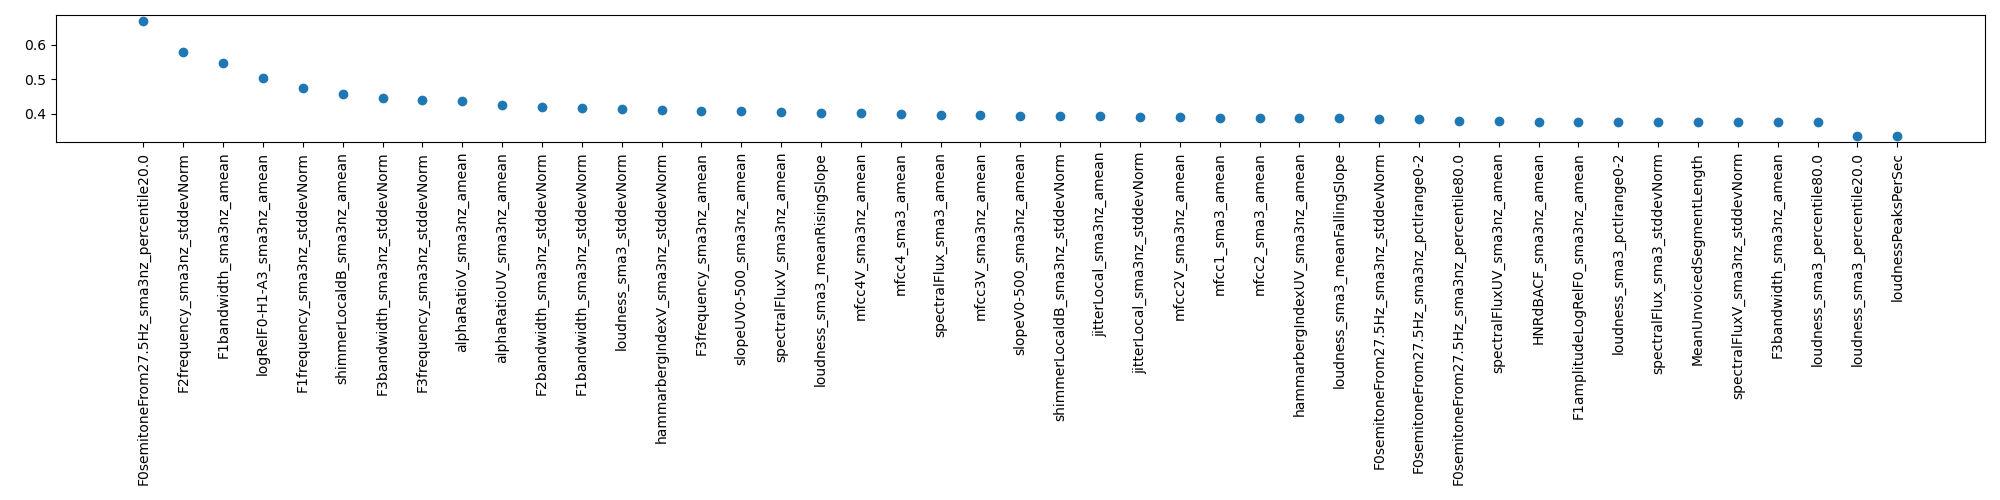 0.6
0.5
0.4
F0semitoneFrom27.5Hz_sma3nz_percentile20.0
F2frequency_sma3nz_stddevNorm
F1bandwidth_sma3nz_amean
logRelF0-H1-A3_sma3nz_amean
F1frequency_sma3nz_stddevNorm
shimmerLocaldB_sma3nz_amean
F3bandwidth_sma3nz_stddevNorm
F3frequency_sma3nz_stddevNorm
alphaRatioV_sma3nz_amean
alphaRatioUV_sma3nz_amean
F2bandwidth_sma3nz_stddevNorm
F1bandwidth_sma3nz_stddevNorm
loudness_sma3_stddevNorm
hammarbergIndexV_sma3nz_stddevNorm
F3frequency_sma3nz_amean
slopeUV0-500_sma3nz_amean
spectralFluxV_sma3nz_amean
loudness_sma3_meanRisingSlope
mfcc4V_sma3nz_amean
mfcc4_sma3_amean
spectralFlux_sma3_amean
mfcc3V_sma3nz_amean
slopeV0-500_sma3nz_amean
shimmerLocaldB_sma3nz_stddevNorm
jitterLocal_sma3nz_amean
jitterLocal_sma3nz_stddevNorm
mfcc2V_sma3nz_amean
mfcc1_sma3_amean
mfcc2_sma3_amean
hammarbergIndexUV_sma3nz_amean
loudness_sma3_meanFallingSlope
F0semitoneFrom27.5Hz_sma3nz_stddevNorm
F0semitoneFrom27.5Hz_sma3nz_pctlrange0-2
F0semitoneFrom27.5Hz_sma3nz_percentile80.0
spectralFluxUV_sma3nz_amean
HNRdBACF_sma3nz_amean
F1amplitudeLogRelF0_sma3nz_amean
loudness_sma3_pctlrange0-2
spectralFlux_sma3_stddevNorm
MeanUnvoicedSegmentLength
spectralFluxV_sma3nz_stddevNorm
F3bandwidth_sma3nz_amean
loudness_sma3_percentile80.0
loudness_sma3_percentile20.0
loudnessPeaksPerSec